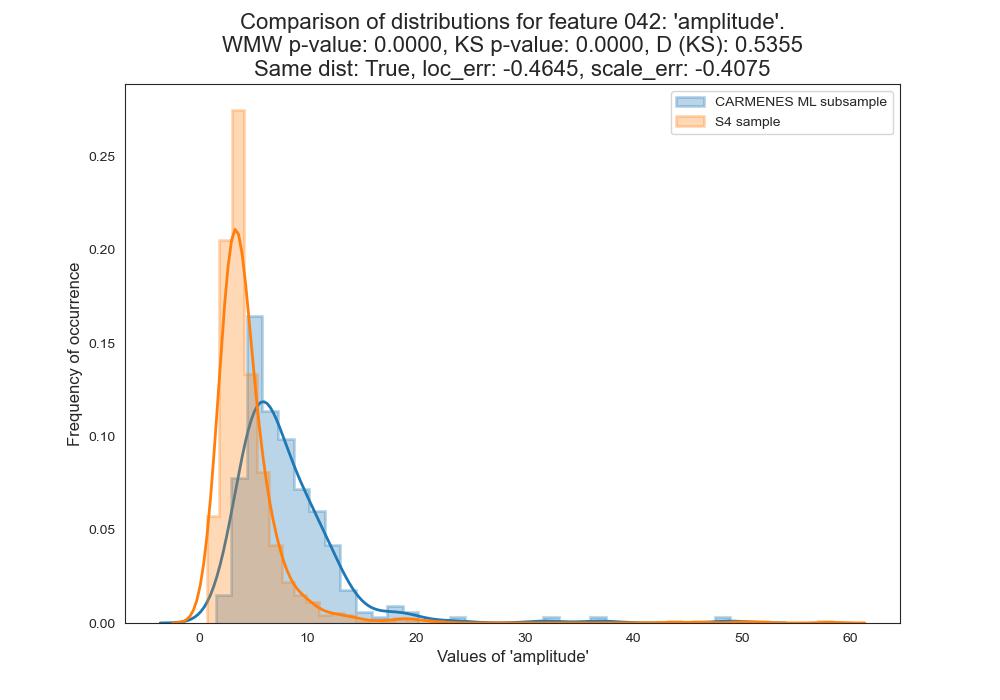 Comparison of distributions for feature 042: 'amplitude'.
WMW p-value: 0.0000, KS p-value: 0.0000, D (KS): 0.5355
Same dist: True, loc_err: -0.4645, scale_err: -0.4075
CARMENES ML subsample
S4 sample
Frequency of occurrence
0.25
0.20
0.15
0.10
0.05
0.00
0 10 20 30 40 50 60
Values of 'amplitude'